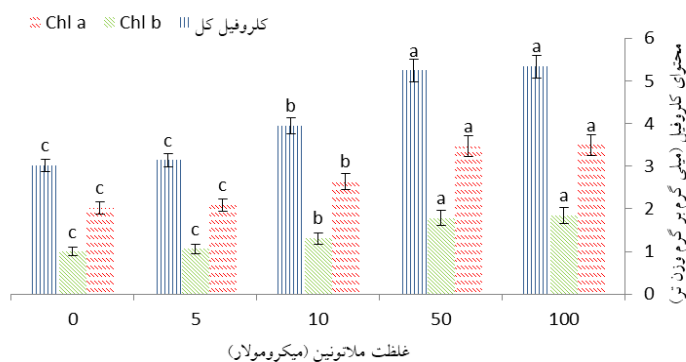 Chl a Chl b کلروفیل کل
6
5
4
3
2
1
0
محتوای کلروفیل (میلی گرم بر گرم وزن تر)
c c c
c c c
b b b
a a a
a a a
0 5 10 50 100
غلظت ملاتونین (میکرومولار)